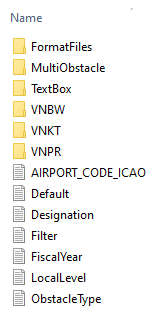 Name
FormatFiles
MultiObstacle
TextBox
VNBW
VNKT
VNPR
AIRPORT_CODE_ICAO
Default
Designation
Filter
FiscalYear
LocalLevel
ObstacleType